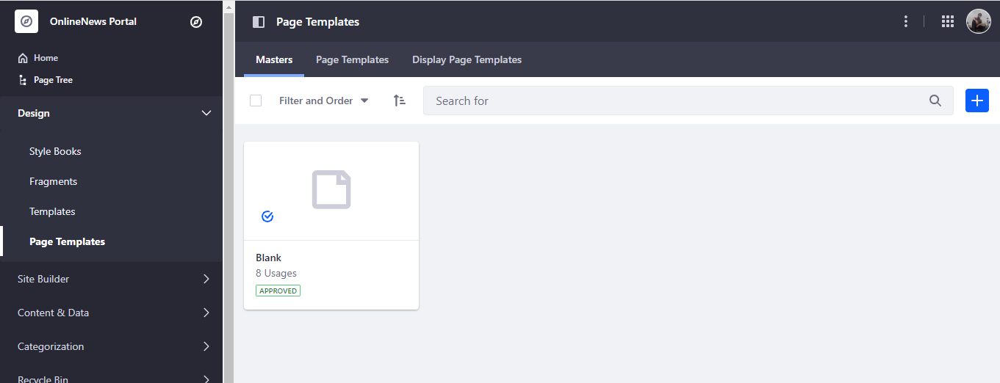 OnlineNews Portal
Home
Page Tree
Design
Style Books
Fragments
Templates
Page Templates
Site Builder
Content & Data
Categorization
Recycle Bin
Page Templates
Masters
Page Templates
Display Page Templates
Filter and Order
Search for
Blank
8 Usages
APPROVED